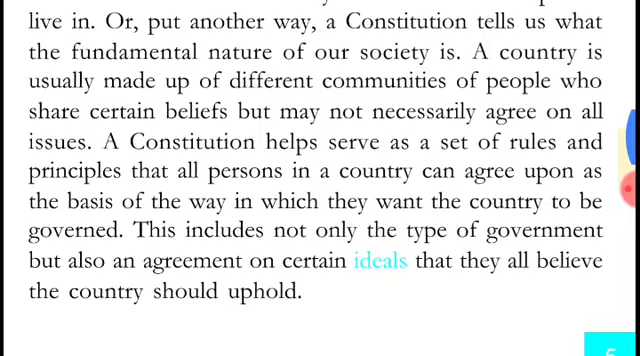 live in. Or, put another way, a Constitution tells us what
the fundamental nature of our society is. A country is
usually made up of different communities of people who
share certain beliefs but may not necessarily agree on all
issues. A Constitution helps serve as a set of rules and
principles that all persons in a country can agree upon as
the basis of the way in which they want the country to be
governed. This includes not only the type of government
but also an agreement on certain ideals that they all believe
the country should uphold.